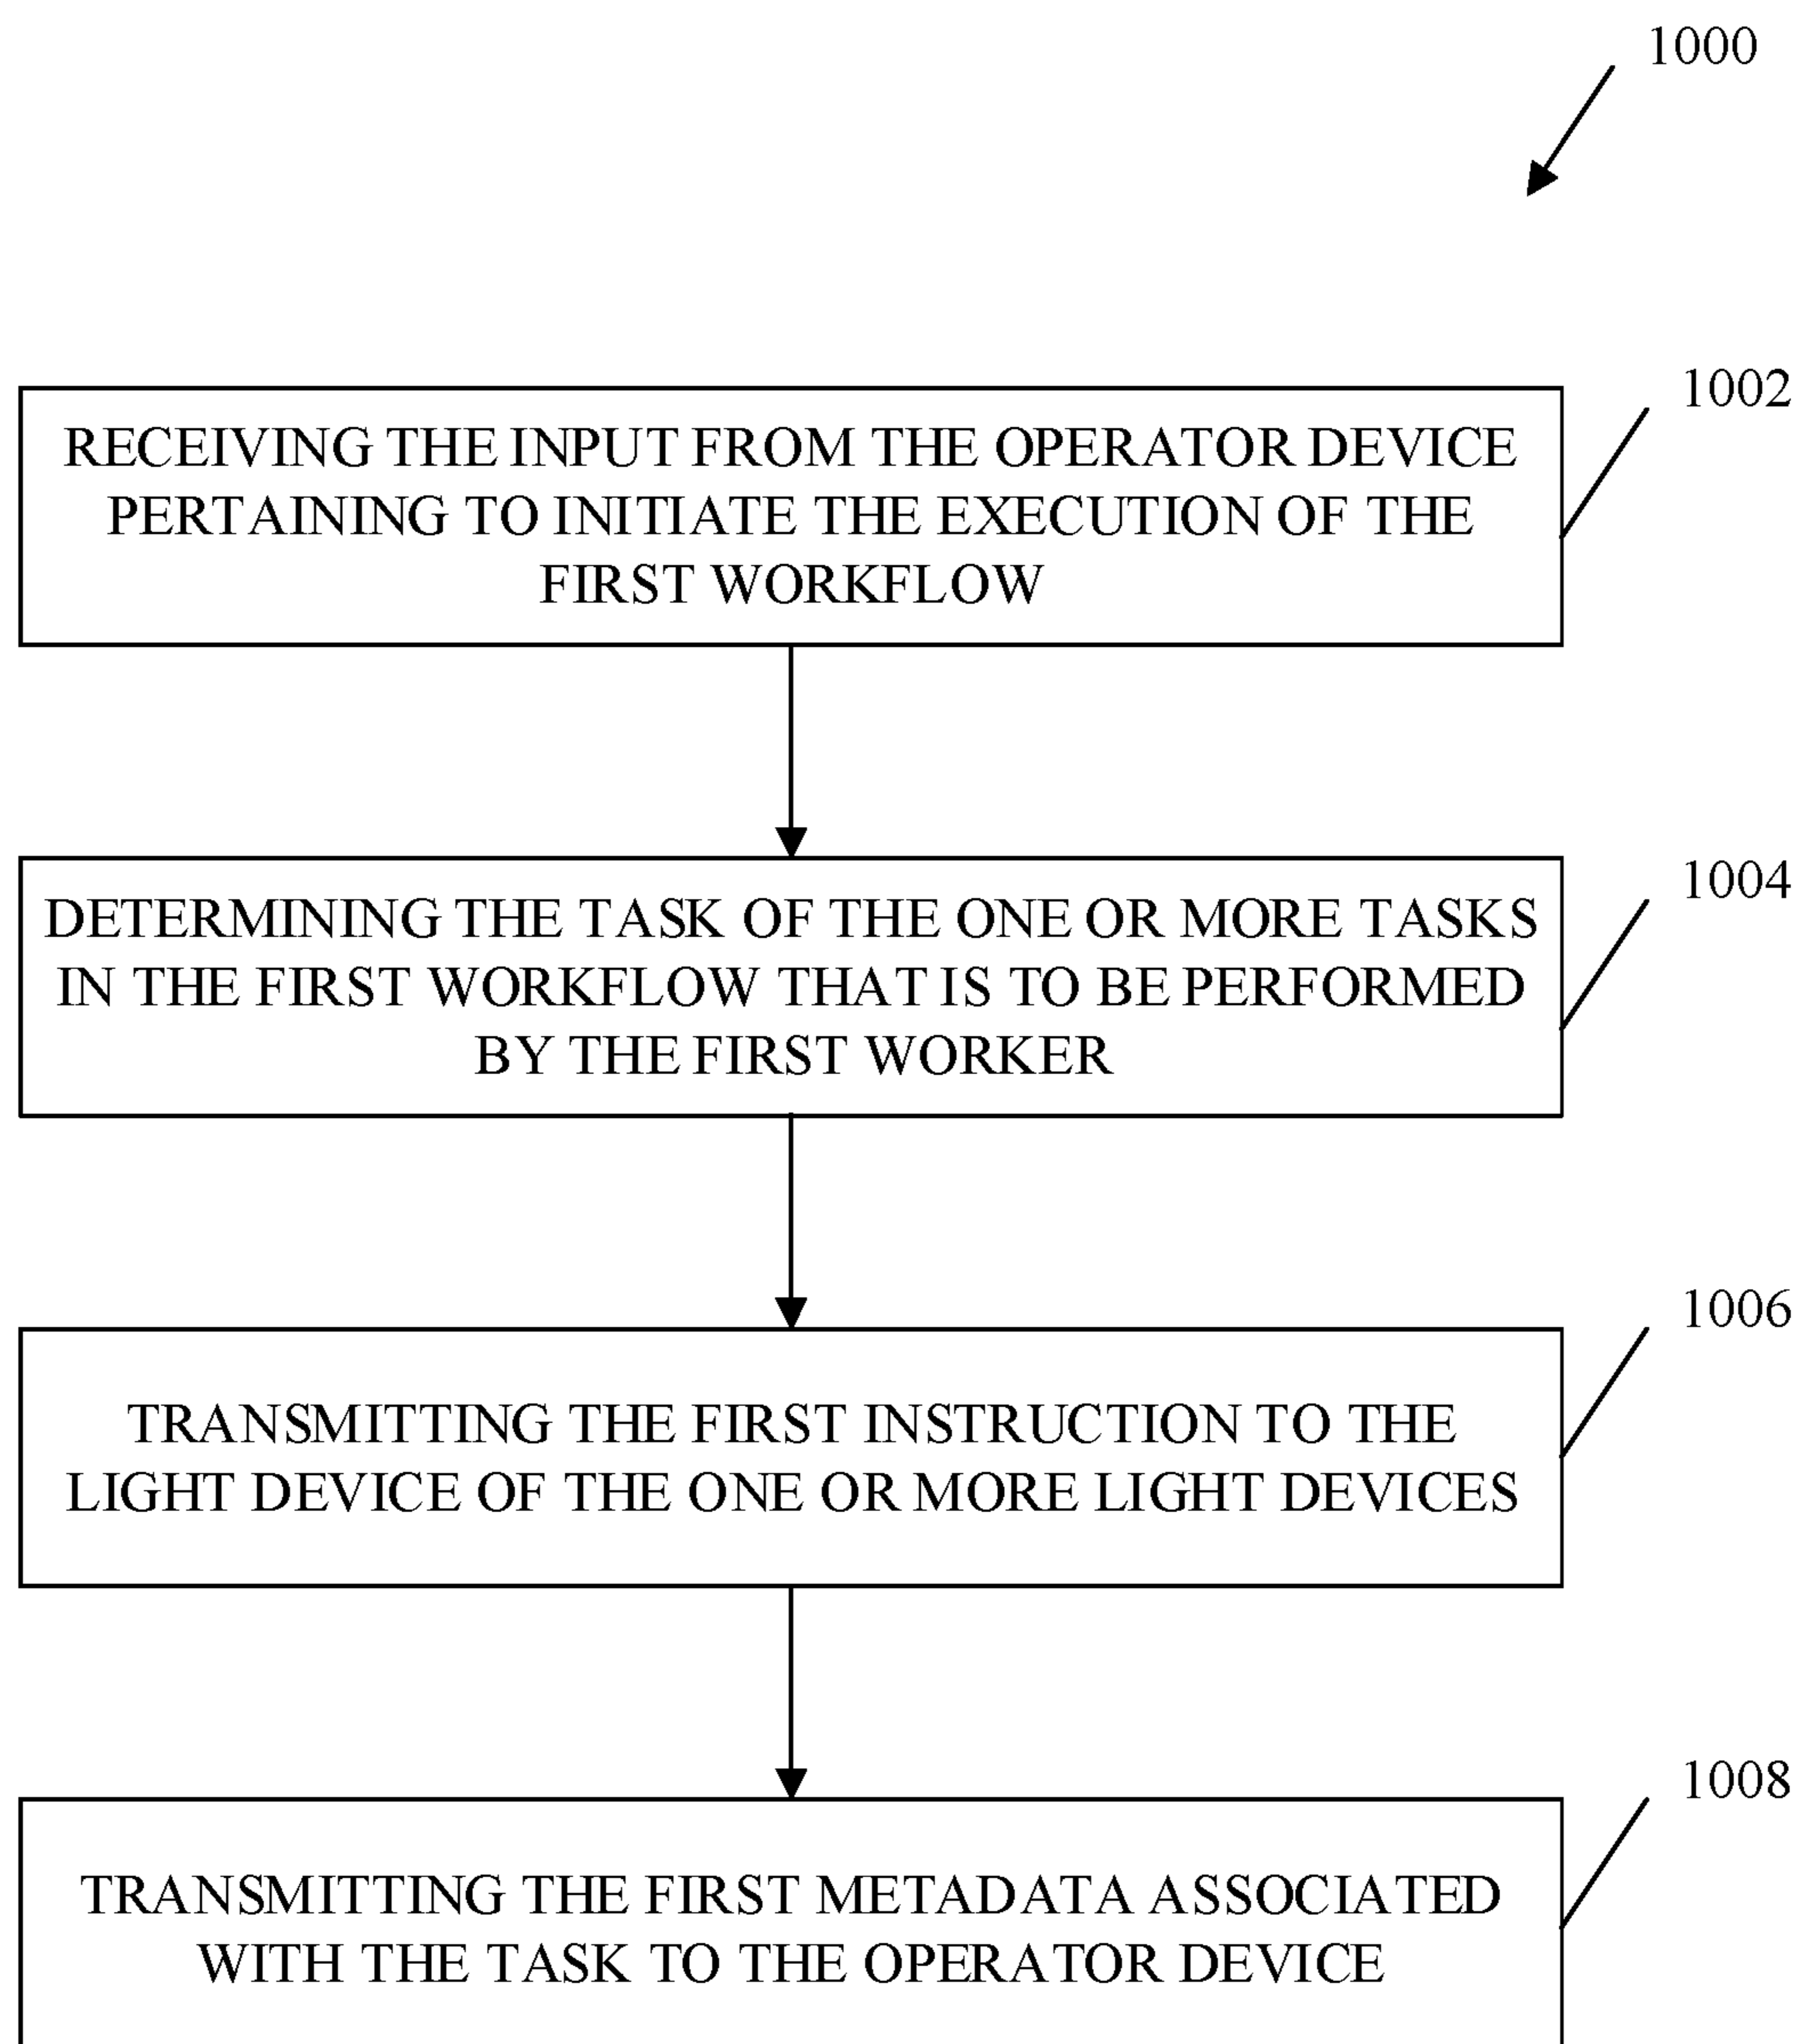 1000
1002
RECEIVING THE INPUT FROM THE OPERATOR DEVICE
PERTAINING TO INITIATE THE EXECUTION OF THE
FIRST WORKFLOW
1004
DETERMINING THE TASK OF THE ONE OR MORE TASKS
IN THE FIRST WORKFLOW THAT IS TO BE PERFORMED
BY THE FIRST WORKER
1006
TRANSMITTING THE FIRST INSTRUCTION TO THE
LIGHT DEVICE OF THE ONE OR MORE LIGHT DEVICES
1008
TRANSMITTING THE FIRST METADATA ASSOCIATED
WITH THE TASK TO THE OPERATOR DEVICE